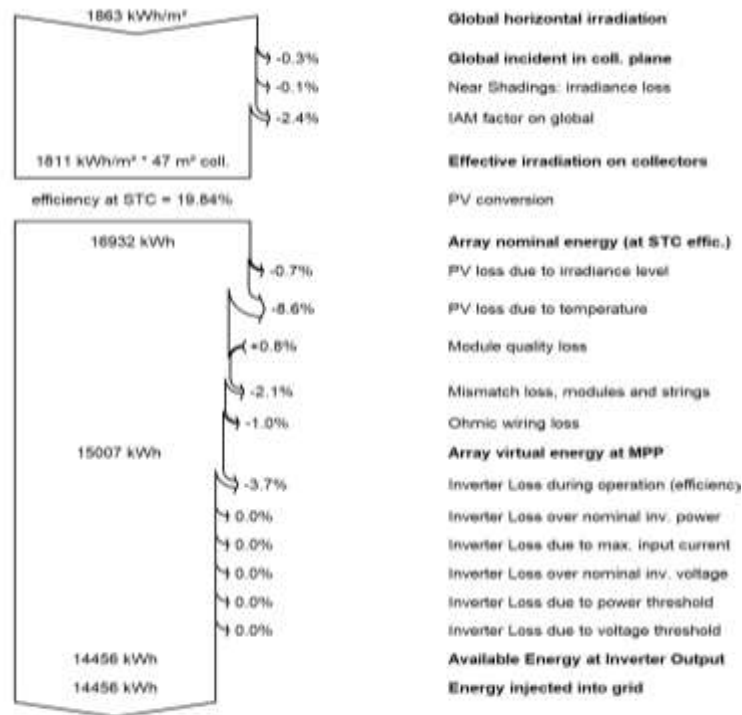 1863 kWh/m² Global horizontal irradiation
-0.3% Global incident in coll. plane
-0.1% Near Shadings: irradiance loss
-2.4% IAM factor on global
1811 kWh/m² * 47 m² coll. Effective irradiation on collectors
efficiency at STC = 19.84% PV conversion
16932 kWh Array nominal energy (at STC effic.)
-0.7% PV loss due to irradiance level
-8.6% PV loss due to temperature
+0.8% Module quality loss
-2.1% Mismatch loss, modules and strings
-1.0% Ohmic wiring loss
15007 kWh Array virtual energy at MPP
-3.7% Inverter Loss during operation (efficiency
0.0% Inverter Loss over nominal inv. power
0.0% Inverter Loss due to max. input current
0.0% Inverter Loss over nominal inv. voltage
0.0% Inverter Loss due to power threshold
0.0% Inverter Loss due to voltage threshold
14456 kWh Available Energy at Inverter Output
14456 kWh Energy injected into grid